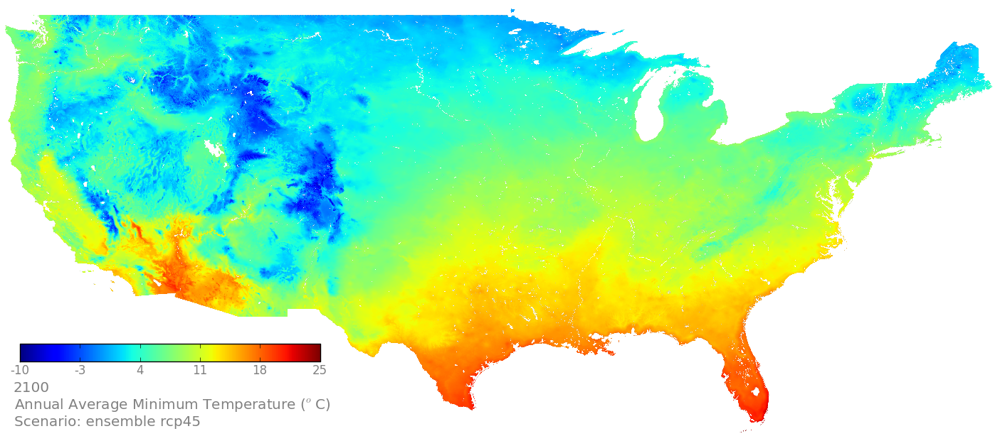 -10 -3 4 11 18 25
2100
Annual Average Minimum Temperature (° C)
Scenario: ensemble rcp45